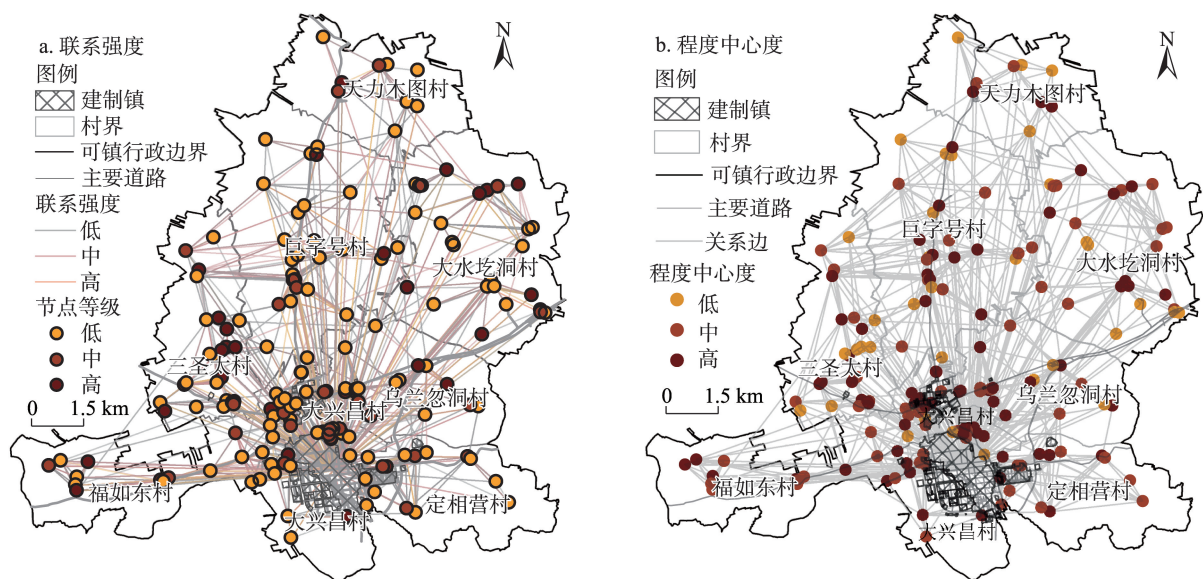 a. 联系强度
图例
建制镇
村界
可镇行政边界
主要道路
联系强度
低
中
高
节点等级
低
中
高
0 1.5 km
N
天力木图村
巨字号村
大水圪洞村
三圣太村
大兴昌村
乌兰忽洞村
福如东村
定相营村
大兴昌村
b. 程度中心度
图例
建制镇
村界
可镇行政边界
主要道路
关系边
程度中心度
低
中
高
0 1.5 km
N
天力木图村
巨字号村
大水圪洞村
三圣太村
大兴昌村
乌兰忽洞村
福如东村
定相营村
大兴昌村